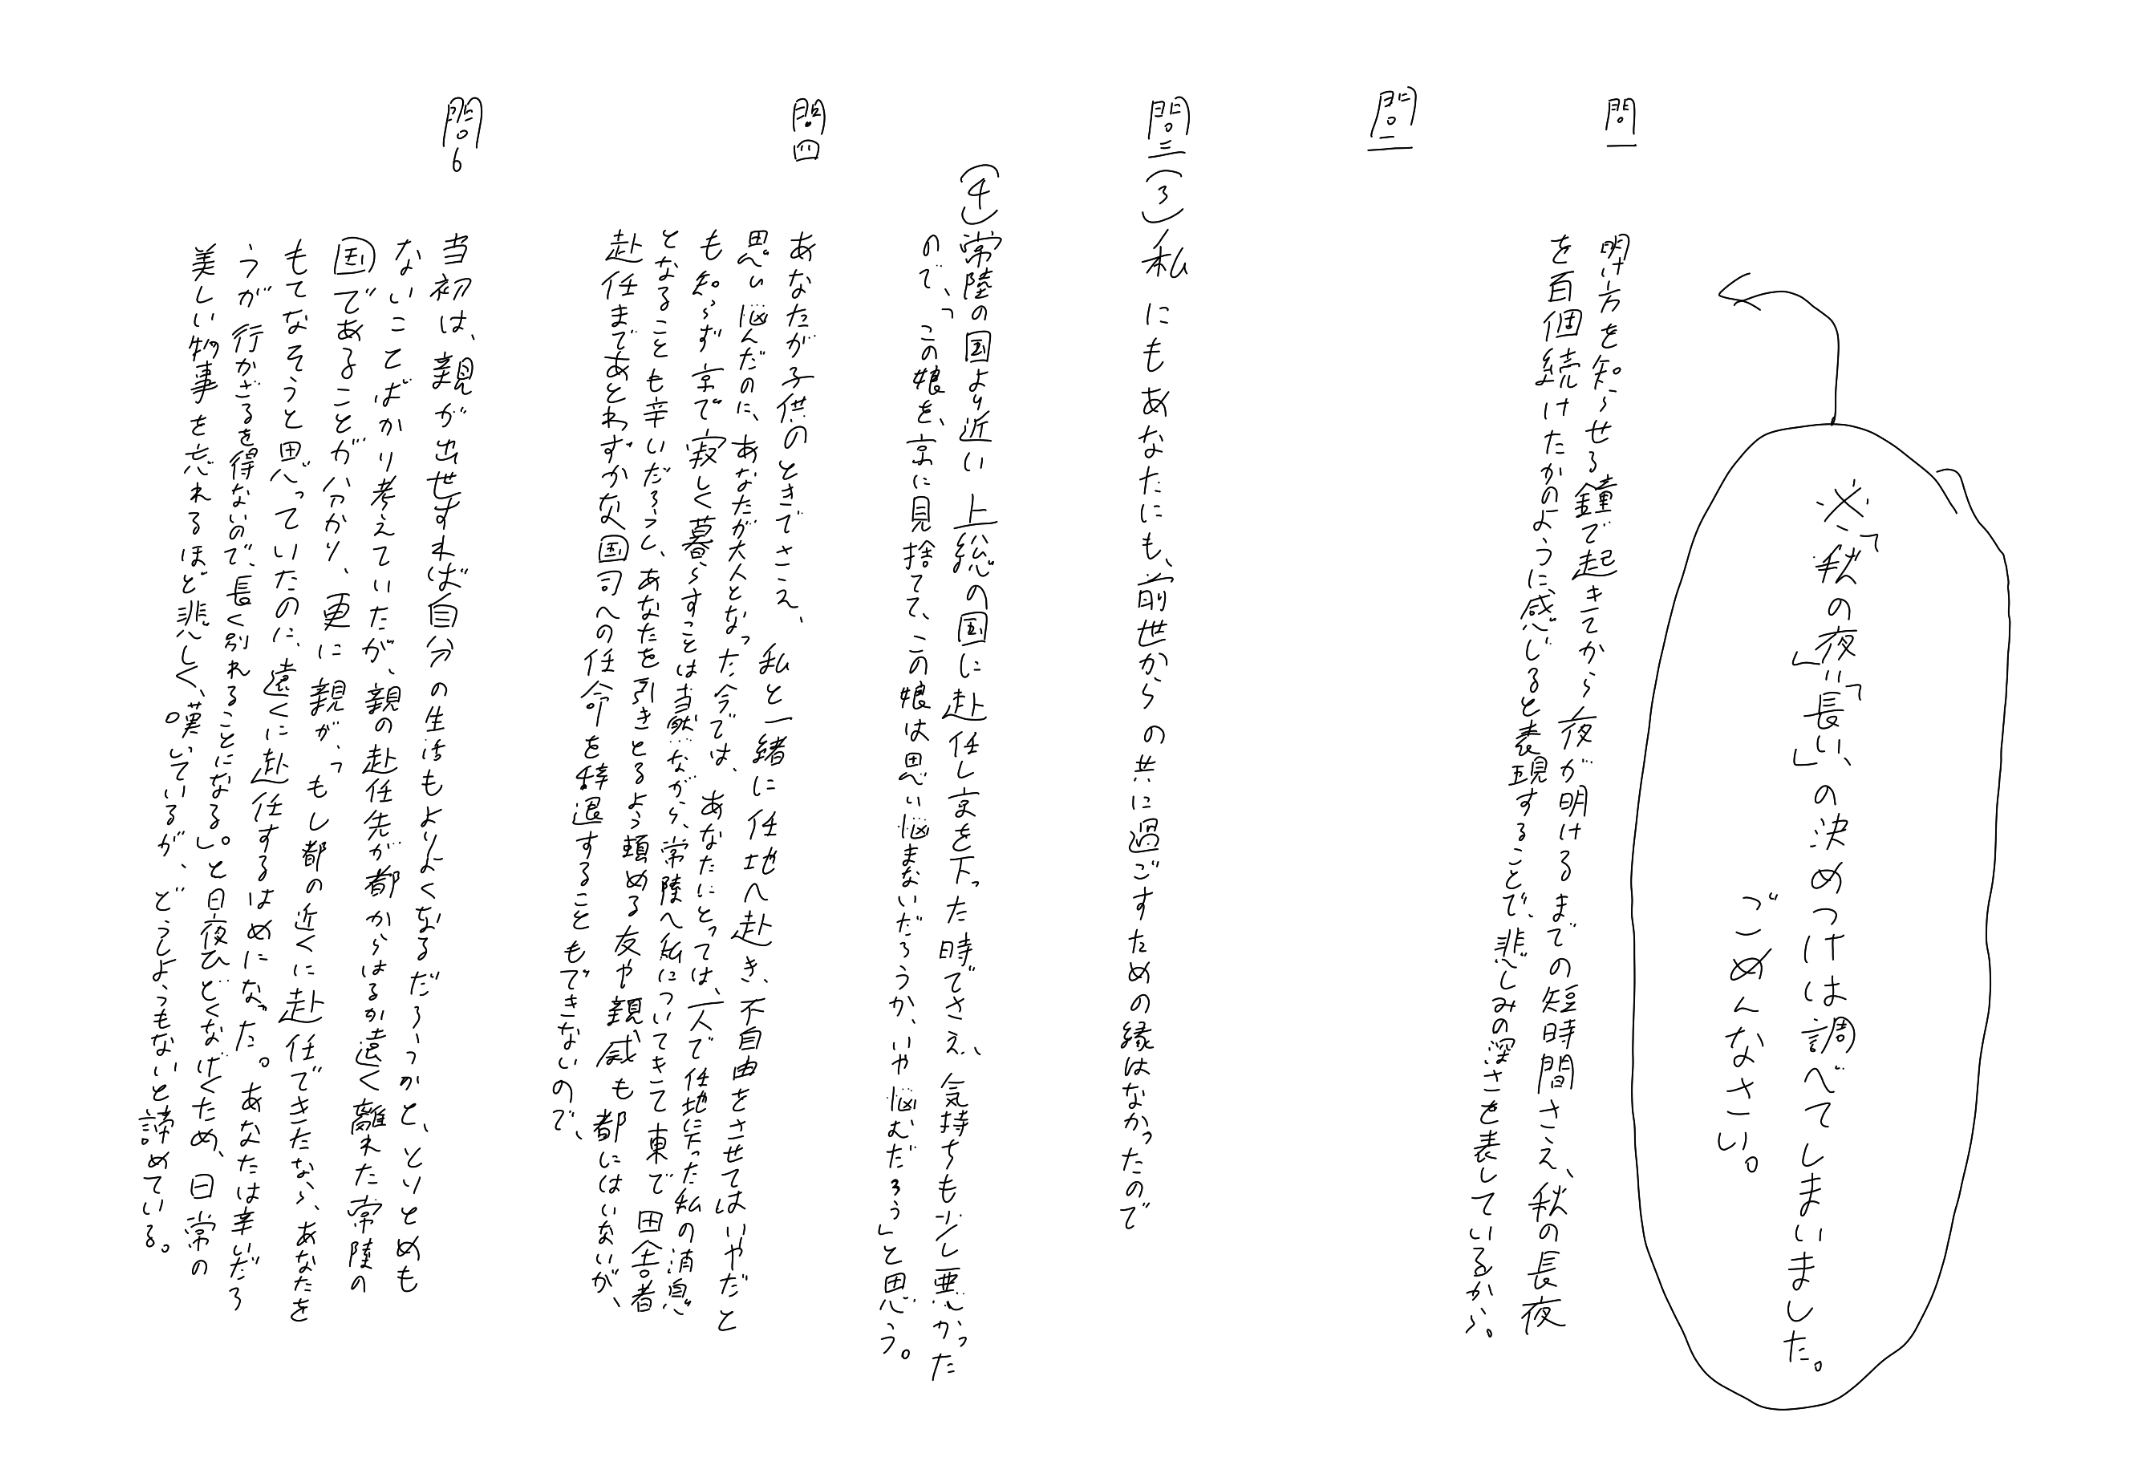 ※「秋の夜」=「長い」の決めつけは調べてしまいました。
ごめんなさい。
問一
明け方を知らせる鐘で起きてから夜が明けるまでの短時間さえ、秋の長夜
を百個続けたかのように感じると表現することで、悲しみの深さを表しているから。
問二
問三(3)私にもあなたにも、前世からの共に過ごすための縁はなかったので
(4)常陸の国より近い上総の国に赴任し京を下った時でさえ、気持ちも少し悪かった
ので、「この娘を、京に見捨てて、この娘は思い悩まないだろうか、いや悩むだろう」と思う。
問四
あなたが子供のときでさえ、私と一緒に任地へ赴き、不自由をさせてはいやだと
思い悩んだのに、あなたが大人となった今では、あなたにとっては、一人で任地に下った私の消息
も知らず京で寂しく暮らすことは当然ながら、常陸へ私についてきて東で田舎者
となることも辛いだろうし、あなたを引きとるよう頼める友や親戚も都にはいないが、
赴任まであとわずかな国司への任命を辞退することもできないので、
問6
当初は、親が出世すれば自分の生活もよりよくなるだろうかと、とりとめも
ないことばかり考えていたが、親の赴任先が都からはるか遠く離れた常陸の
国であることが分かり、更に親が、「もし都の近くに赴任できたなら、あなたを
もてなそうと思っていたのに、遠くに赴任するはめになった。あなたは辛いだろ
うが行かざるを得ないので、長く別れることになる。」と日夜ひどくなげくため、日常の
美しい物事を忘れるほど悲しく、嘆いているが、どうしようもないと諦めている。